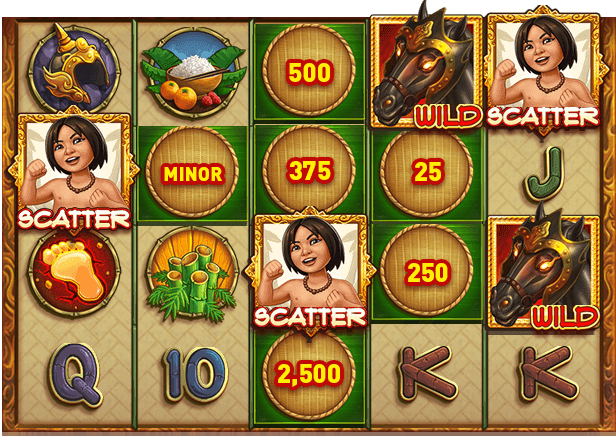 500
WILD
SCATTER
SCATTER
MINOR
375
25
J
SCATTER
250
WILD
Q
10
2,500
K
K